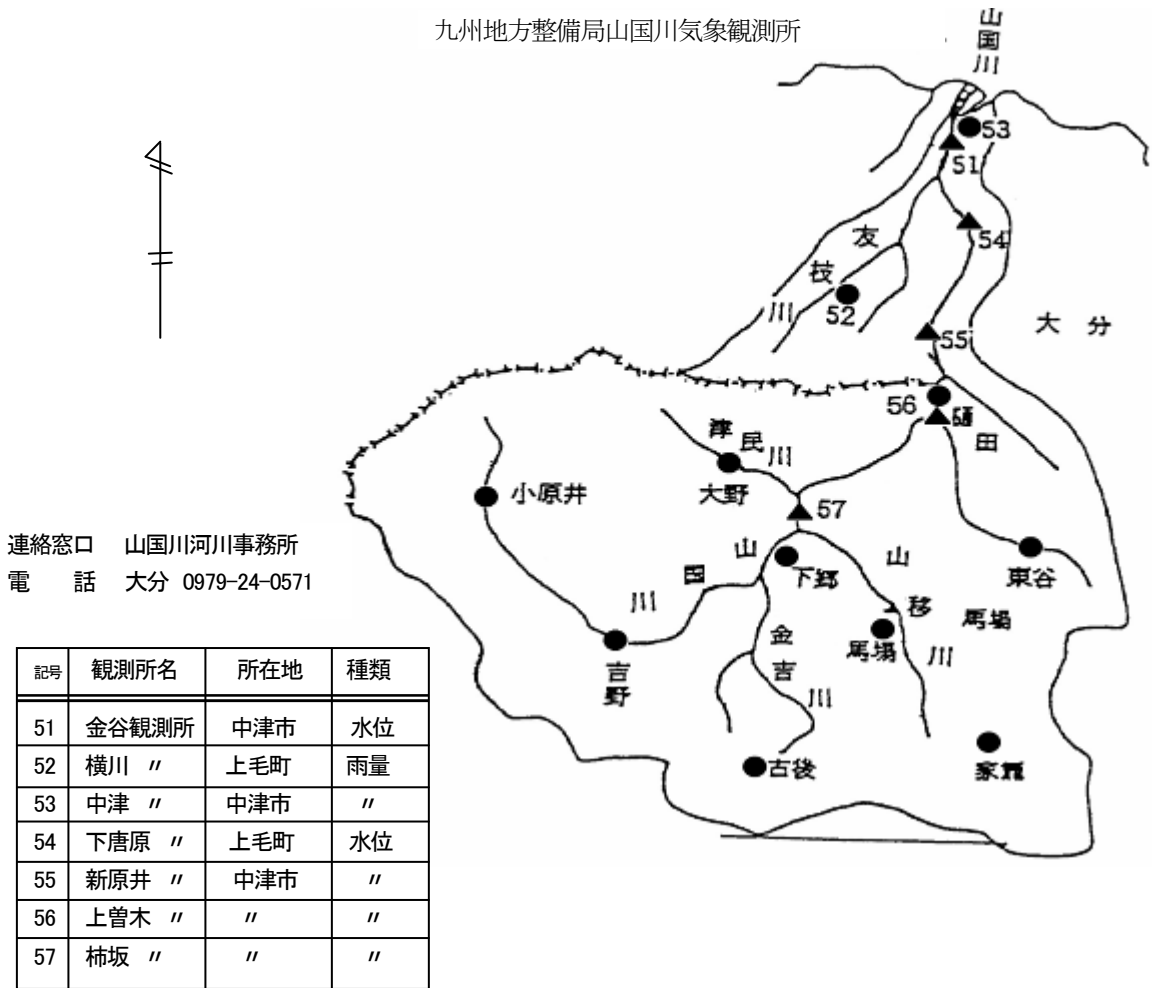 九州地方整備局山国川気象観測所
山国川
53
51
54
友枝川
52
55
大分
56
樋田
津民川
大野
小原井
57
山国川
下郷
山移川
東谷
馬場
馬場
吉野
金吉川
古後
家籠
連絡窓口 山国川河川事務所
電 話 大分 0979-24-0571
記号 観測所名 所在地 種類
51 金谷観測所 中津市 水位
52 横川 〃 上毛町 雨量
53 中津 〃 中津市 〃
54 下唐原 〃 上毛町 水位
55 新原井 〃 中津市 〃
56 上曽木 〃 〃 〃
57 柿坂 〃 〃 〃